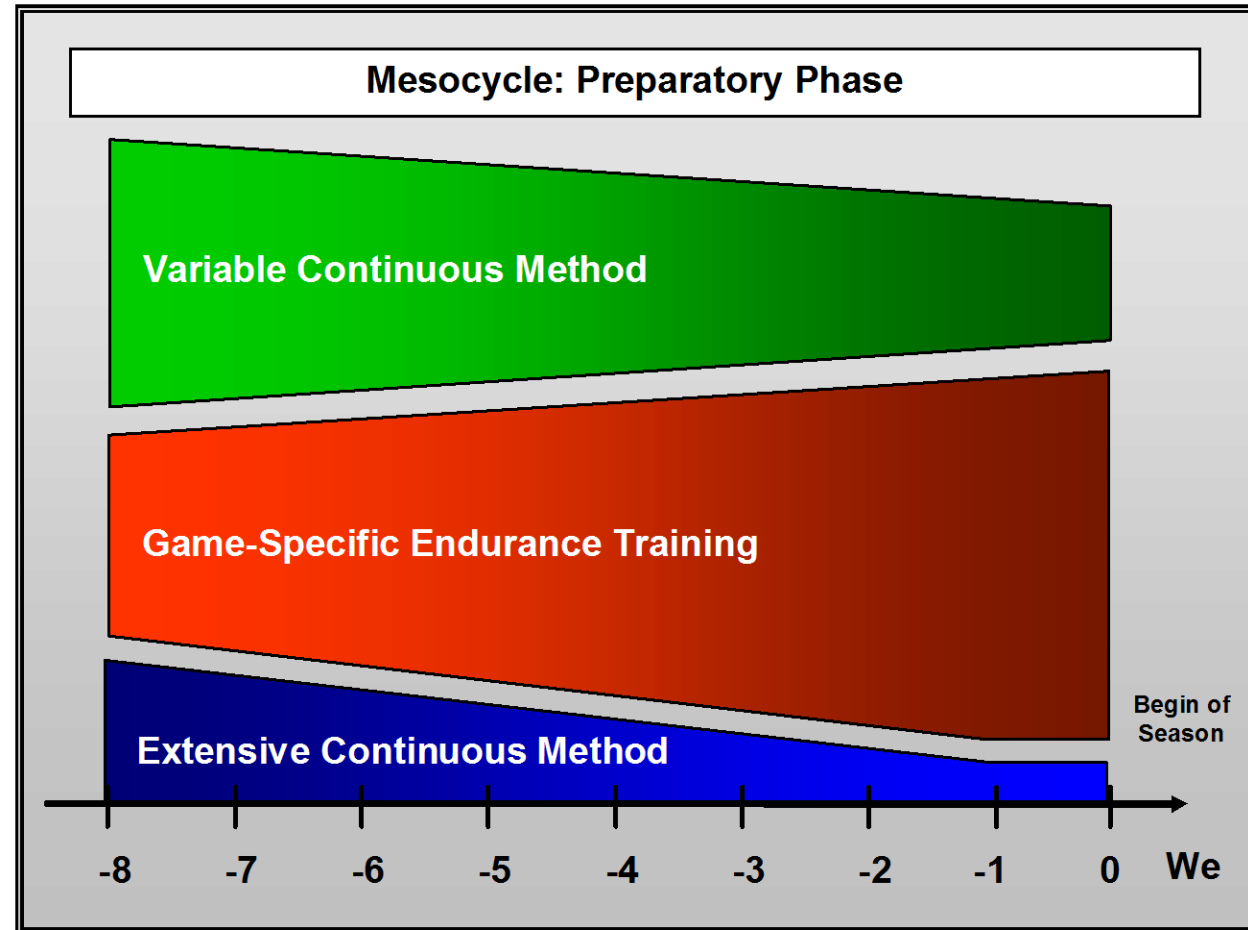 Mesocycle: Preparatory Phase
Variable Continuous Method
Game-Specific Endurance Training
Begin of
Season
Extensive Continuous Method
-8 -7 -6 -5 -4 -3 -2 -1 0 We